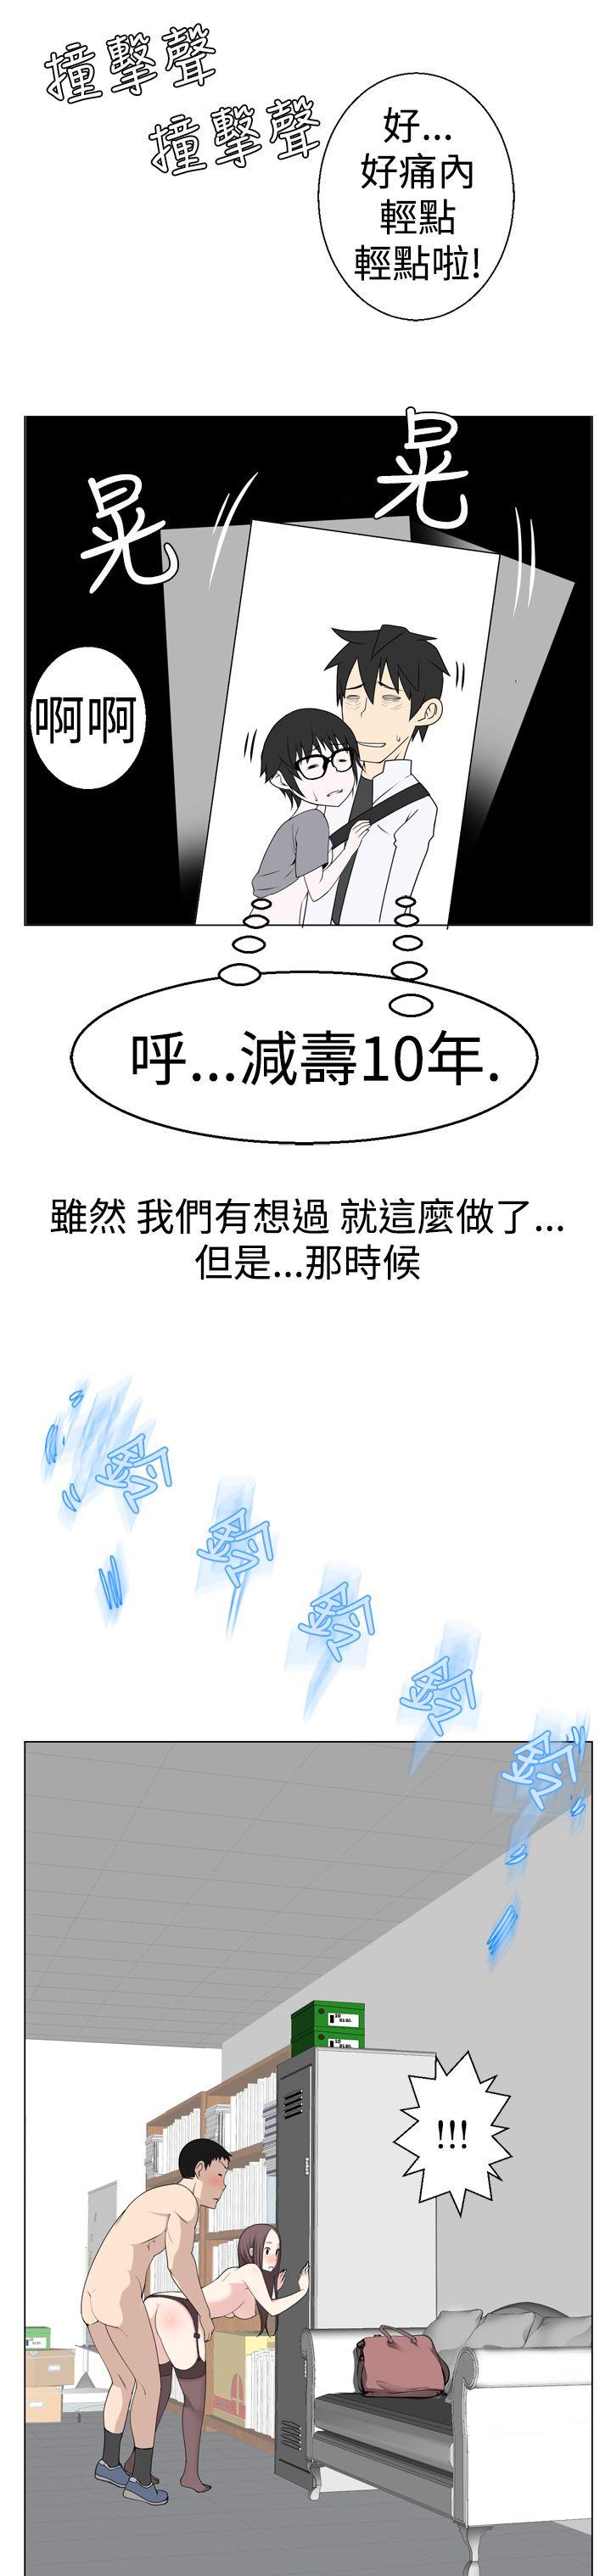 撞擊聲
撞擊聲
好...
好痛內
輕點
輕點啦!
晃
晃
啊啊
呼...減壽10年.
雖然 我們有想過 就這麼做了...
但是...那時候
鈴
鈴
鈴
鈴
鈴
!!!